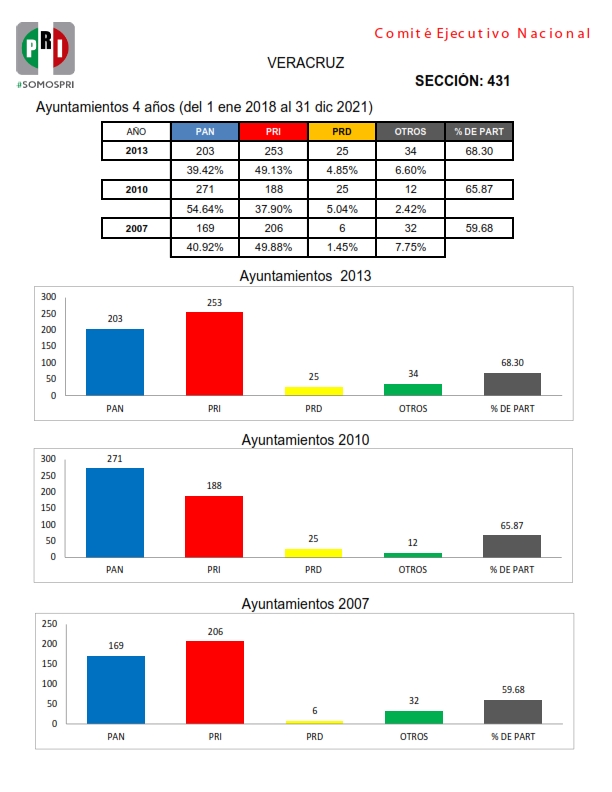 PRI
#SOMOSPRI
Comité Ejecutivo Nacional
VERACRUZ
SECCIÓN: 431
Ayuntamientos 4 años (del 1 ene 2018 al 31 dic 2021)
AÑO PAN PRI PRD OTROS % DE PART
2013 203 253 25 34 68.30
39.42% 49.13% 4.85% 6.60%
2010 271 188 25 12 65.87
54.64% 37.90% 5.04% 2.42%
2007 169 206 6 32 59.68
40.92% 49.88% 1.45% 7.75%
Ayuntamientos 2013
300
250
200
150
100
50
0
203 253 25 34 68.30
PAN PRI PRD OTROS % DE PART
Ayuntamientos 2010
300
250
200
150
100
50
0
271 188 25 12 65.87
PAN PRI PRD OTROS % DE PART
Ayuntamientos 2007
250
200
150
100
50
0
169 206 6 32 59.68
PAN PRI PRD OTROS % DE PART